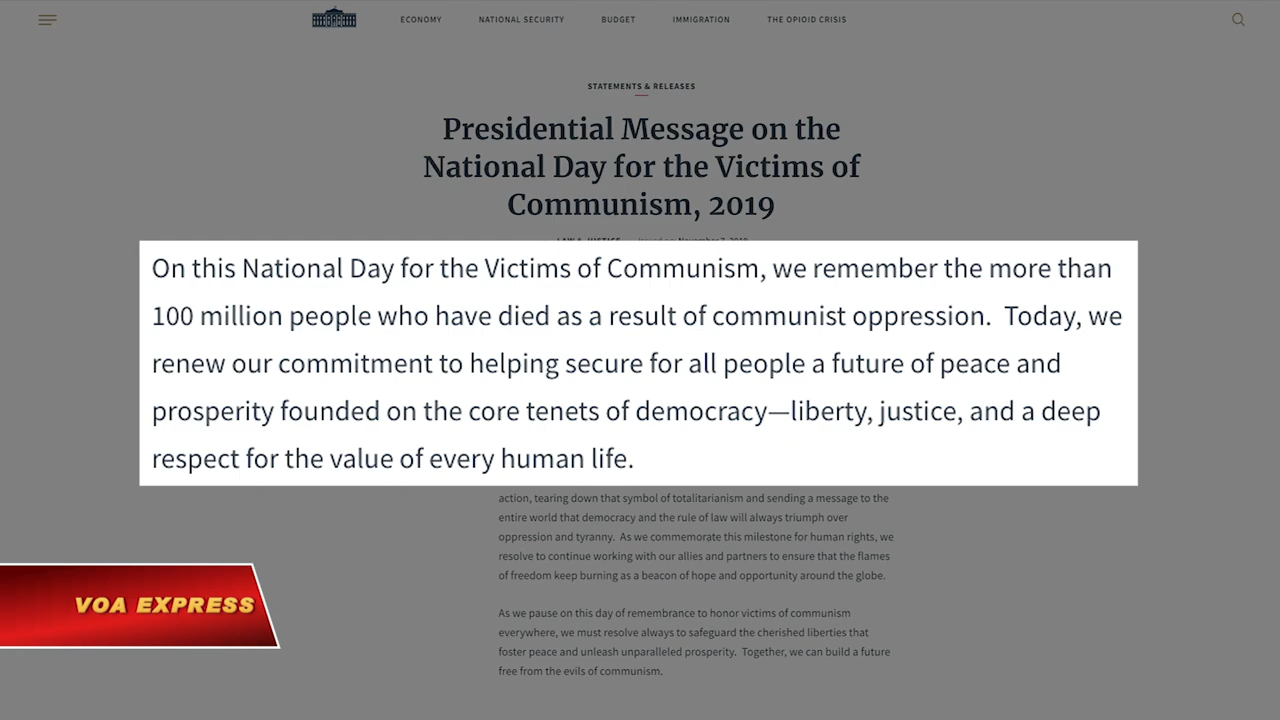 ECONOMY NATIONAL SECURITY BUDGET IMMIGRATION THE OPIOID CRISIS
STATEMENTS & RELEASES
Presidential Message on the
National Day for the Victims of
Communism, 2019
On this National Day for the Victims of Communism, we remember the more than
100 million people who have died as a result of communist oppression.  Today, we
renew our commitment to helping secure for all people a future of peace and
prosperity founded on the core tenets of democracy—liberty, justice, and a deep
respect for the value of every human life.
action, tearing down that symbol of totalitarianism and sending a message to the
entire world that democracy and the rule of law will always triumph over
oppression and tyranny.  As we commemorate this milestone for human rights, we
resolve to continue working with our allies and partners to ensure that the flames
of freedom keep burning as a beacon of hope and opportunity around the globe.
VOA EXPRESS
As we pause on this day of remembrance to honor victims of communism
everywhere, we must resolve always to safeguard the cherished liberties that
foster peace and unleash unparalleled prosperity.  Together, we can build a future
free from the evils of communism.